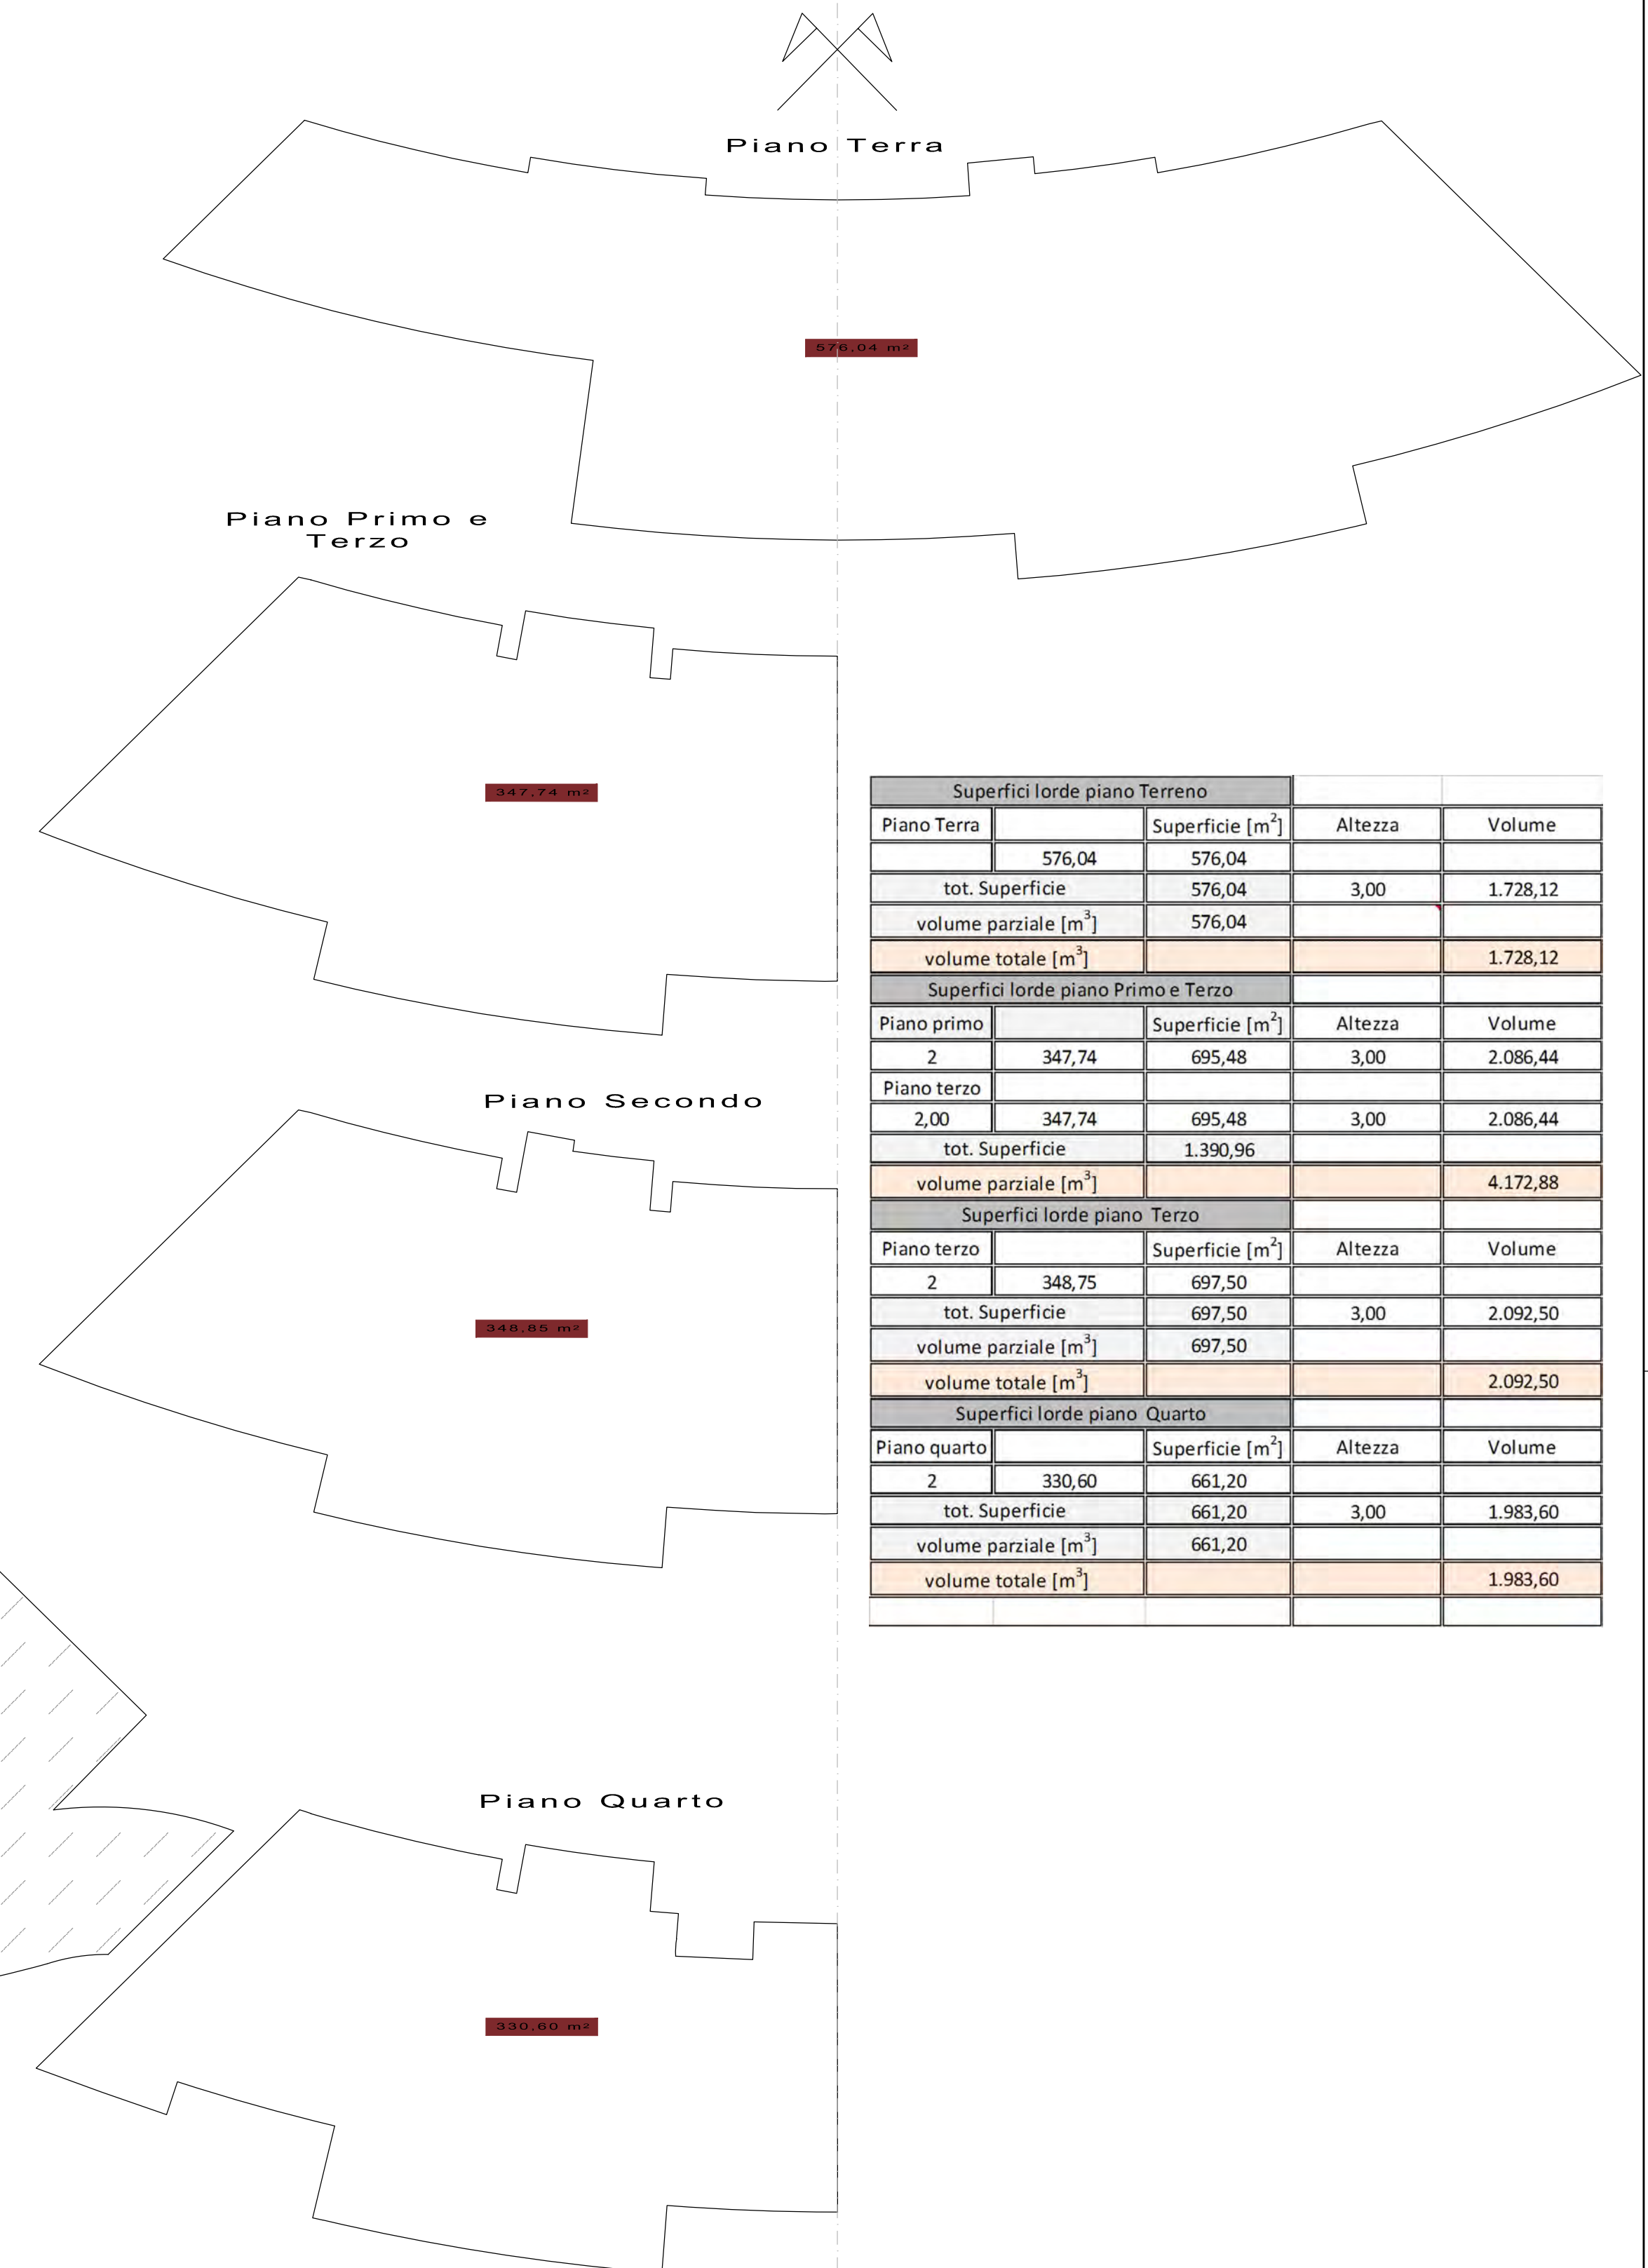 Piano Terra
576,04 m²
Piano Primo e
Terzo
347,74 m²
Piano Secondo
348,85 m²
Piano Quarto
330,60 m²
Superfici lorde piano Terreno
Piano Terra Superficie [m²] Altezza Volume
576,04 576,04
tot. Superficie 576,04 3,00 1.728,12
volume parziale [m³] 576,04
volume totale [m³] 1.728,12
Superfici lorde piano Primo e Terzo
Piano primo Superficie [m²] Altezza Volume
2 347,74 695,48 3,00 2.086,44
Piano terzo
2,00 347,74 695,48 3,00 2.086,44
tot. Superficie 1.390,96
volume parziale [m³] 4.172,88
Superfici lorde piano Terzo
Piano terzo Superficie [m²] Altezza Volume
2 348,75 697,50
tot. Superficie 697,50 3,00 2.092,50
volume parziale [m³] 697,50
volume totale [m³] 2.092,50
Superfici lorde piano Quarto
Piano quarto Superficie [m²] Altezza Volume
2 330,60 661,20
tot. Superficie 661,20 3,00 1.983,60
volume parziale [m³] 661,20
volume totale [m³] 1.983,60